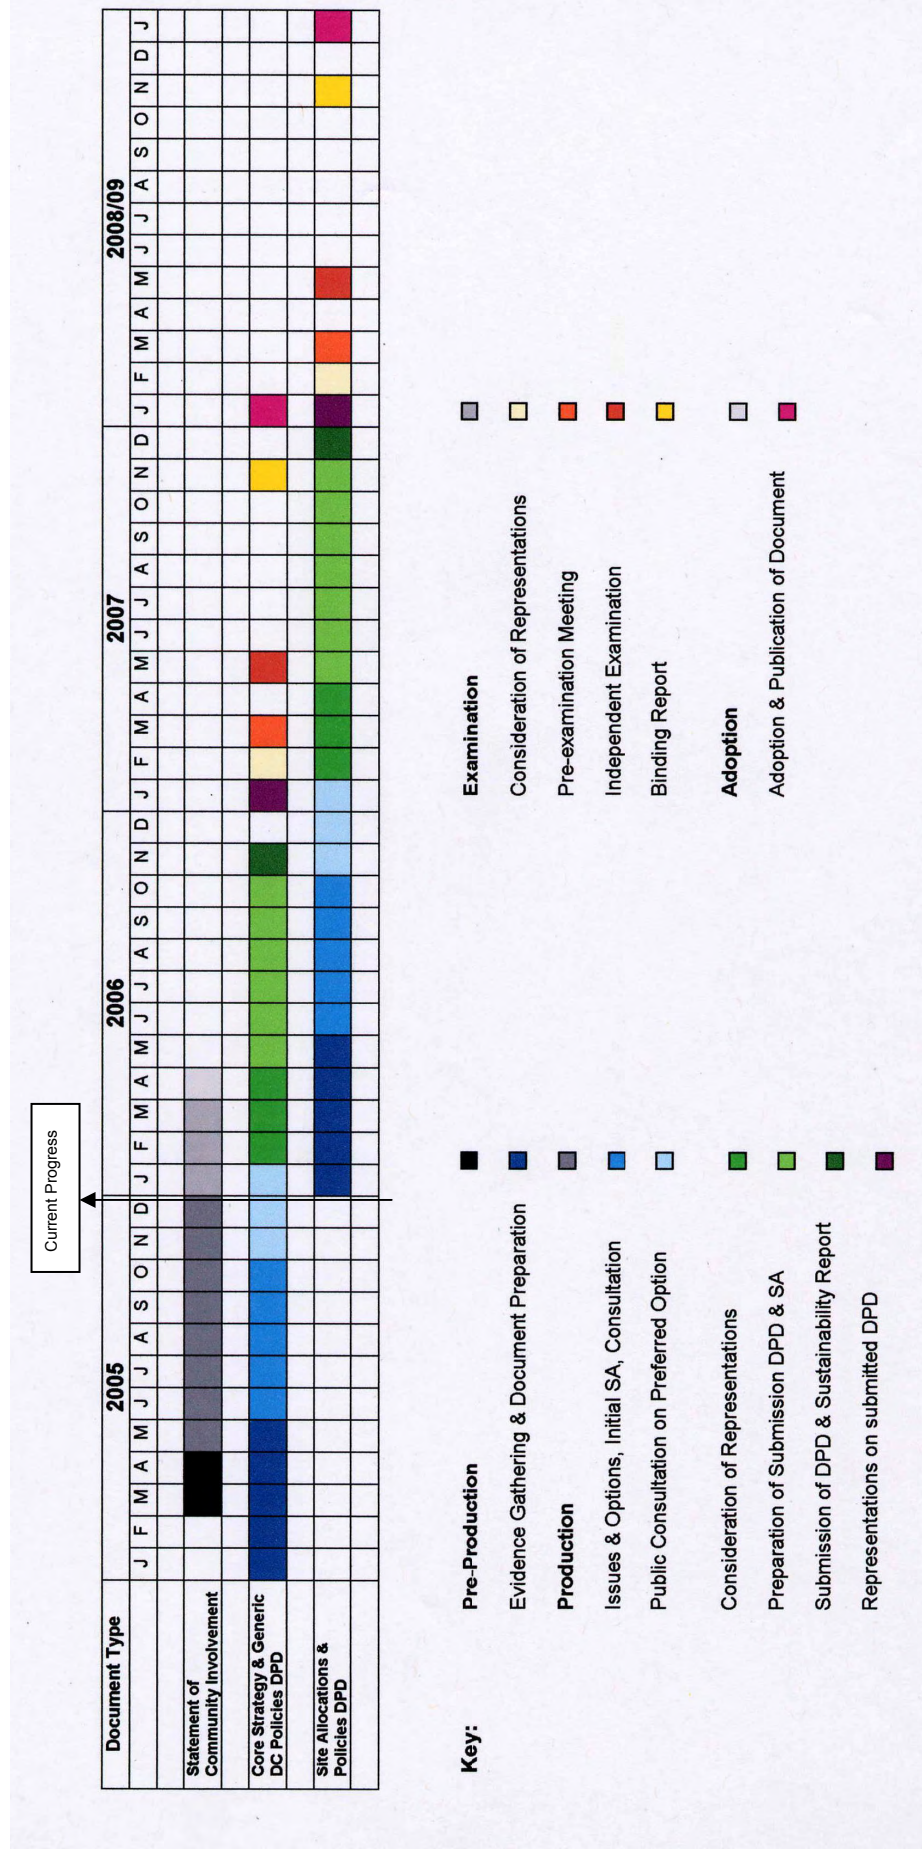 Current Progress
Document Type
2005
2006
2007
2008/09
J F M A M J J A S O N D J F M A M J J A S O N D J F M A M J J A S O N D J F M A M J J A S O N D J
Statement of
Community Involvement
Core Strategy & Generic
DC Policies DPD
Site Allocations &
Policies DPD
Key:
Pre-Production
Evidence Gathering & Document Preparation
Production
Issues & Options, Initial SA, Consultation
Public Consultation on Preferred Option
Consideration of Representations
Preparation of Submission DPD & SA
Submission of DPD & Sustainability Report
Representations on submitted DPD
Examination
Consideration of Representations
Pre-examination Meeting
Independent Examination
Binding Report
Adoption
Adoption & Publication of Document